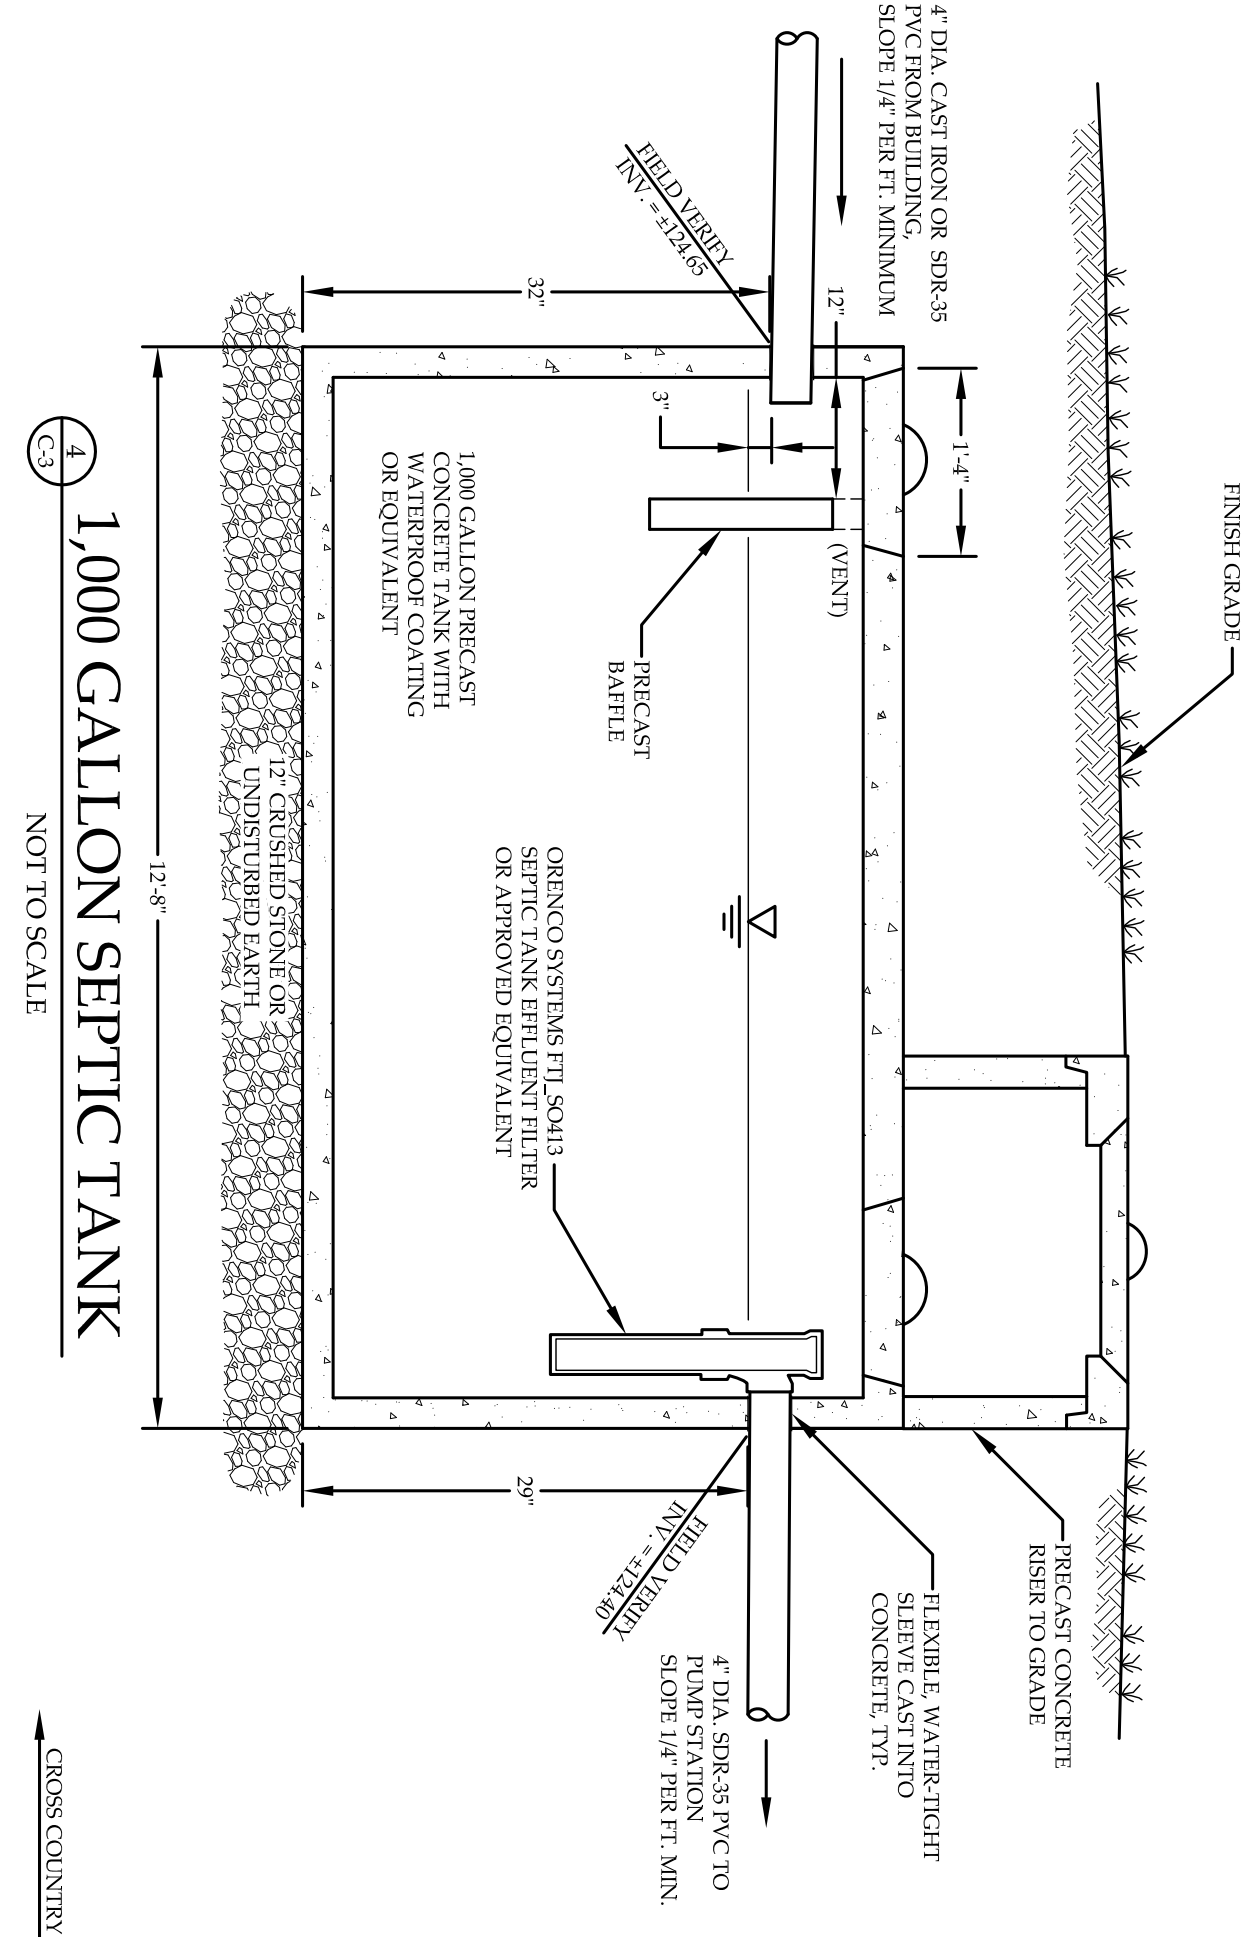 FINISH GRADE
4" DIA. CAST IRON OR SDR-35
PVC FROM BUILDING,
SLOPE 1/4" PER FT. MINIMUM
1'-4"
12"
(VENT)
3"
FIELD VERIFY
INV. = ±124.65
32"
PRECAST
BAFFLE
1,000 GALLON PRECAST
CONCRETE TANK WITH
WATERPROOF COATING
OR EQUIVALENT
ORENCO SYSTEMS FTJ_SO413
SEPTIC TANK EFFLUENT FILTER
OR APPROVED EQUIVALENT
PRECAST CONCRETE
RISER TO GRADE
FLEXIBLE, WATER-TIGHT
SLEEVE CAST INTO
CONCRETE, TYP.
4" DIA. SDR-35 PVC TO
PUMP STATION
SLOPE 1/4" PER FT. MIN.
FIELD VERIFY
INV. = ±124.40
29"
12" CRUSHED STONE OR
UNDISTURBED EARTH
12'-8"
4
C-3
1,000 GALLON SEPTIC TANK
NOT TO SCALE
CROSS COUNTRY